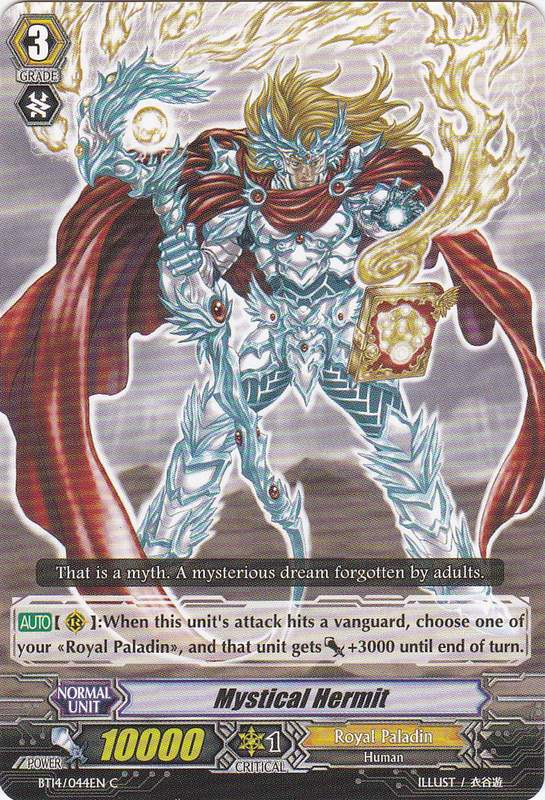 3
GRADE
That is a myth. A mysterious dream forgotten by adults.
AUTO【 R 】:When this unit's attack hits a vanguard, choose one of
your «Royal Paladin», and that unit gets +3000 until end of turn.
NORMAL
UNIT
Mystical Hermit
POWER
10000
1
CRITICAL
Royal Paladin
Human
BT14/044EN C
ILLUST / 衣谷遊